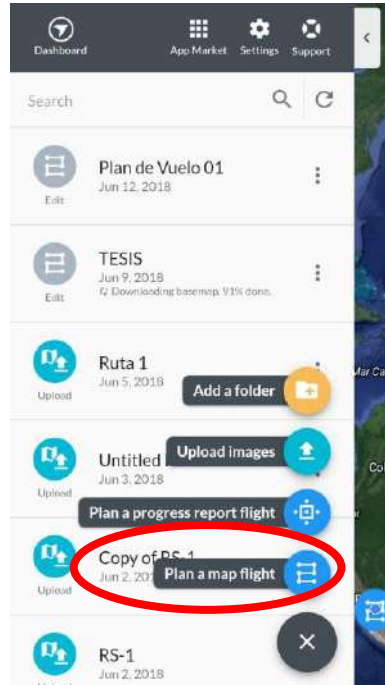 Dashboard App Market Settings Support
Search
Plan de Vuelo 01
Jun 12, 2018
Edit
TESIS
Jun 9, 2018
Edit
Downloading basemap. 91% done.
Ruta 1
Jun 5, 2018
Upload
Add a folder
Mar Ca
Untitled
Upload images
Jun 3, 2018
Upload
Co
Plan a progress report flight
Copy of RS-1
Jun 2, 201
Plan a map flight
Upload
RS-1
Jun 2, 2018